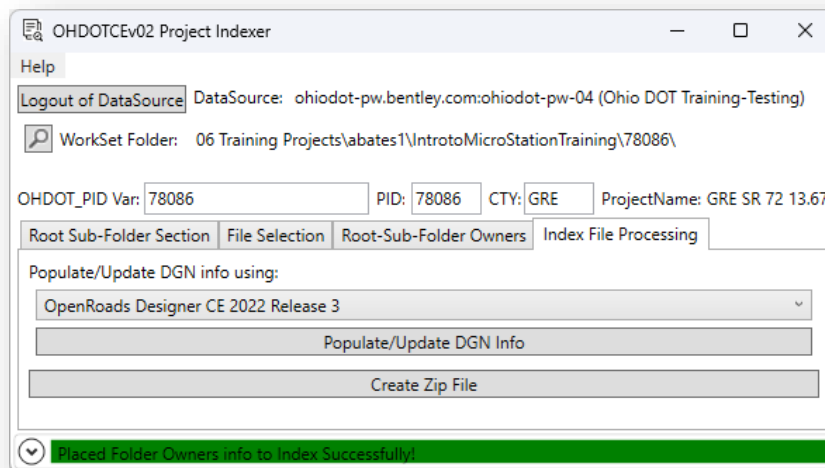 OHDOTCEv02 Project Indexer
Help
Logout of DataSource DataSource: ohiodot-pw.bentley.com:ohiodot-pw-04 (Ohio DOT Training-Testing)
WorkSet Folder: 06 Training Projects\abates1\IntrotoMicroStationTraining\78086\
OHDOT_PID Var: 78086 PID: 78086 CTY: GRE ProjectName: GRE SR 72 13.67
Root Sub-Folder Section File Selection Root-Sub-Folder Owners Index File Processing
Populate/Update DGN info using:
OpenRoads Designer CE 2022 Release 3
Populate/Update DGN Info
Create Zip File
Placed Folder Owners info to Index Successfully!